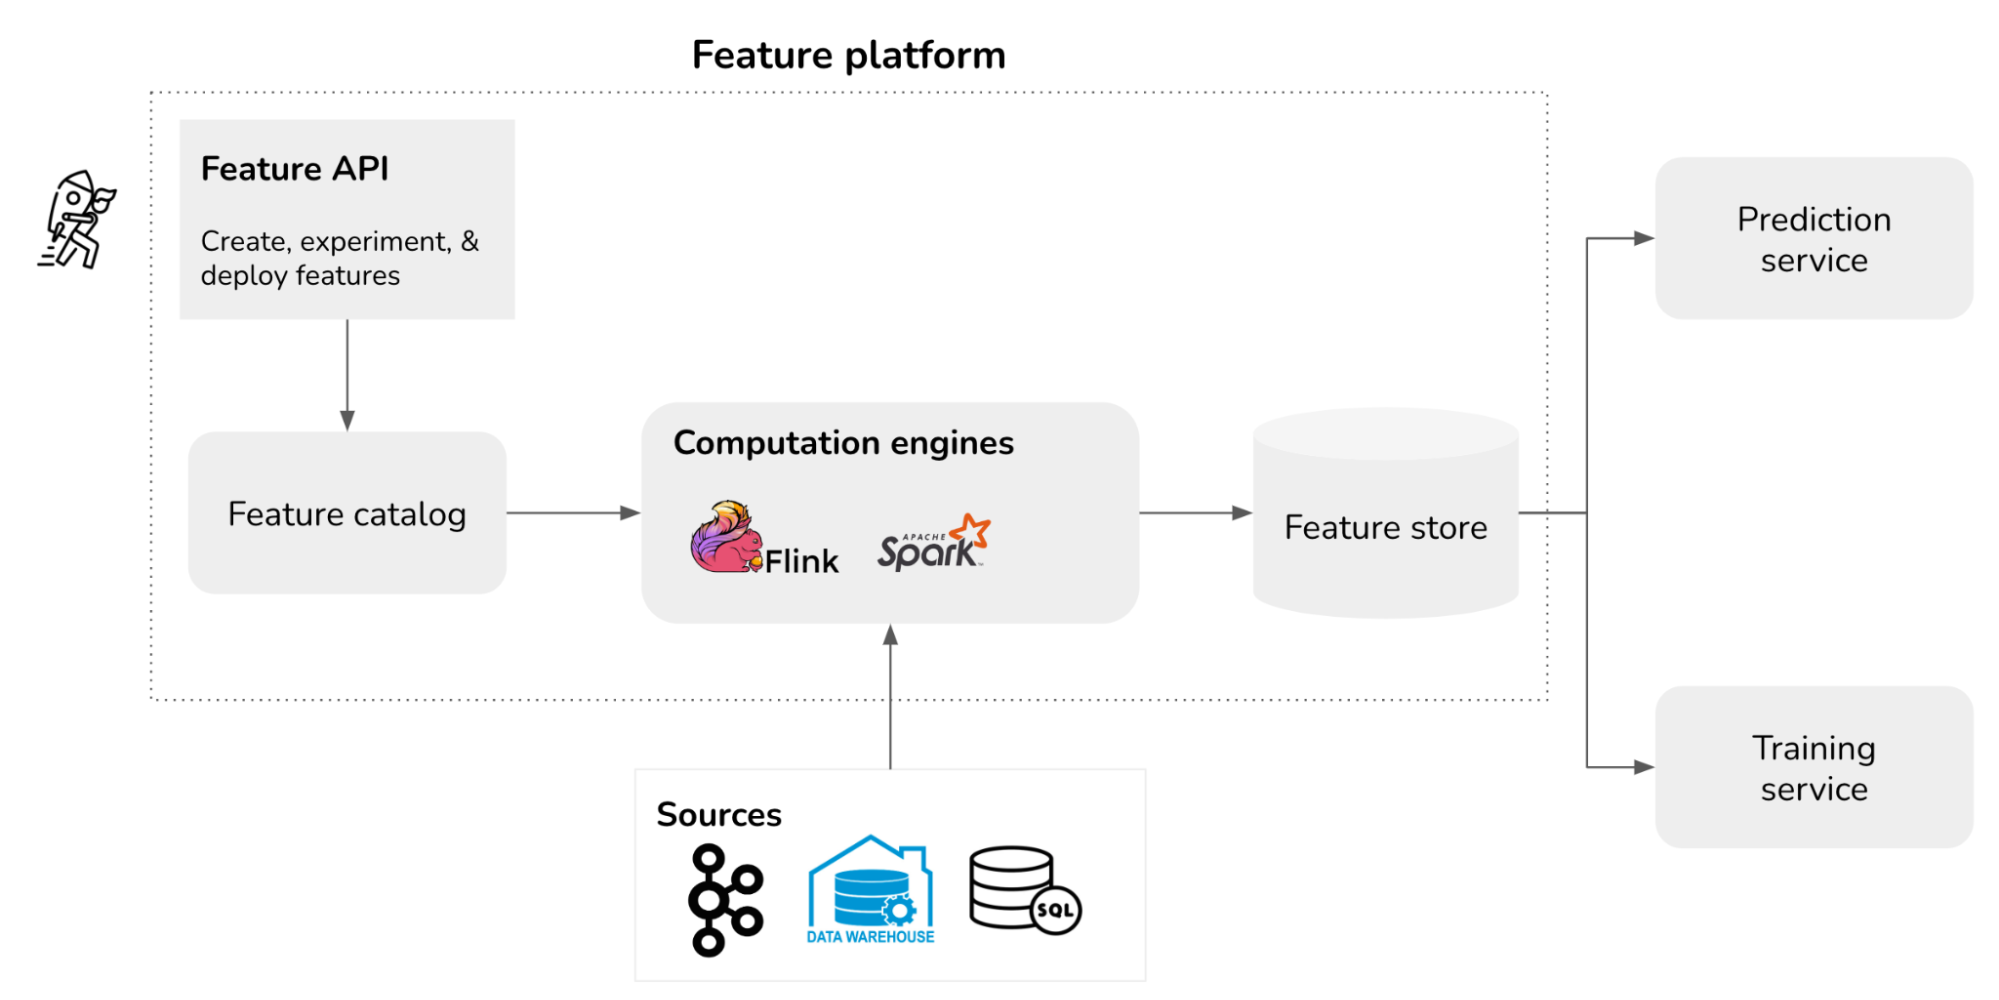 Feature platform
Feature API
Create, experiment, &
deploy features
Prediction
service
Feature catalog
Computation engines
Flink
APACHE
Spark™
Feature store
Training
service
Sources
DATA WAREHOUSE
SQL